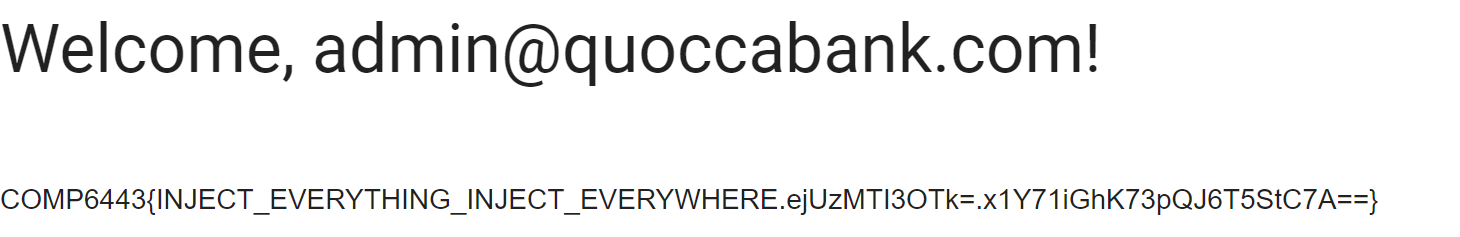 Welcome, admin@quoccabank.com!
COMP6443{INJECT_EVERYTHING_INJECT_EVERYWHERE.ejUzMTI3OTk=.x1Y71iGhK73pQJ6T5StC7A==}